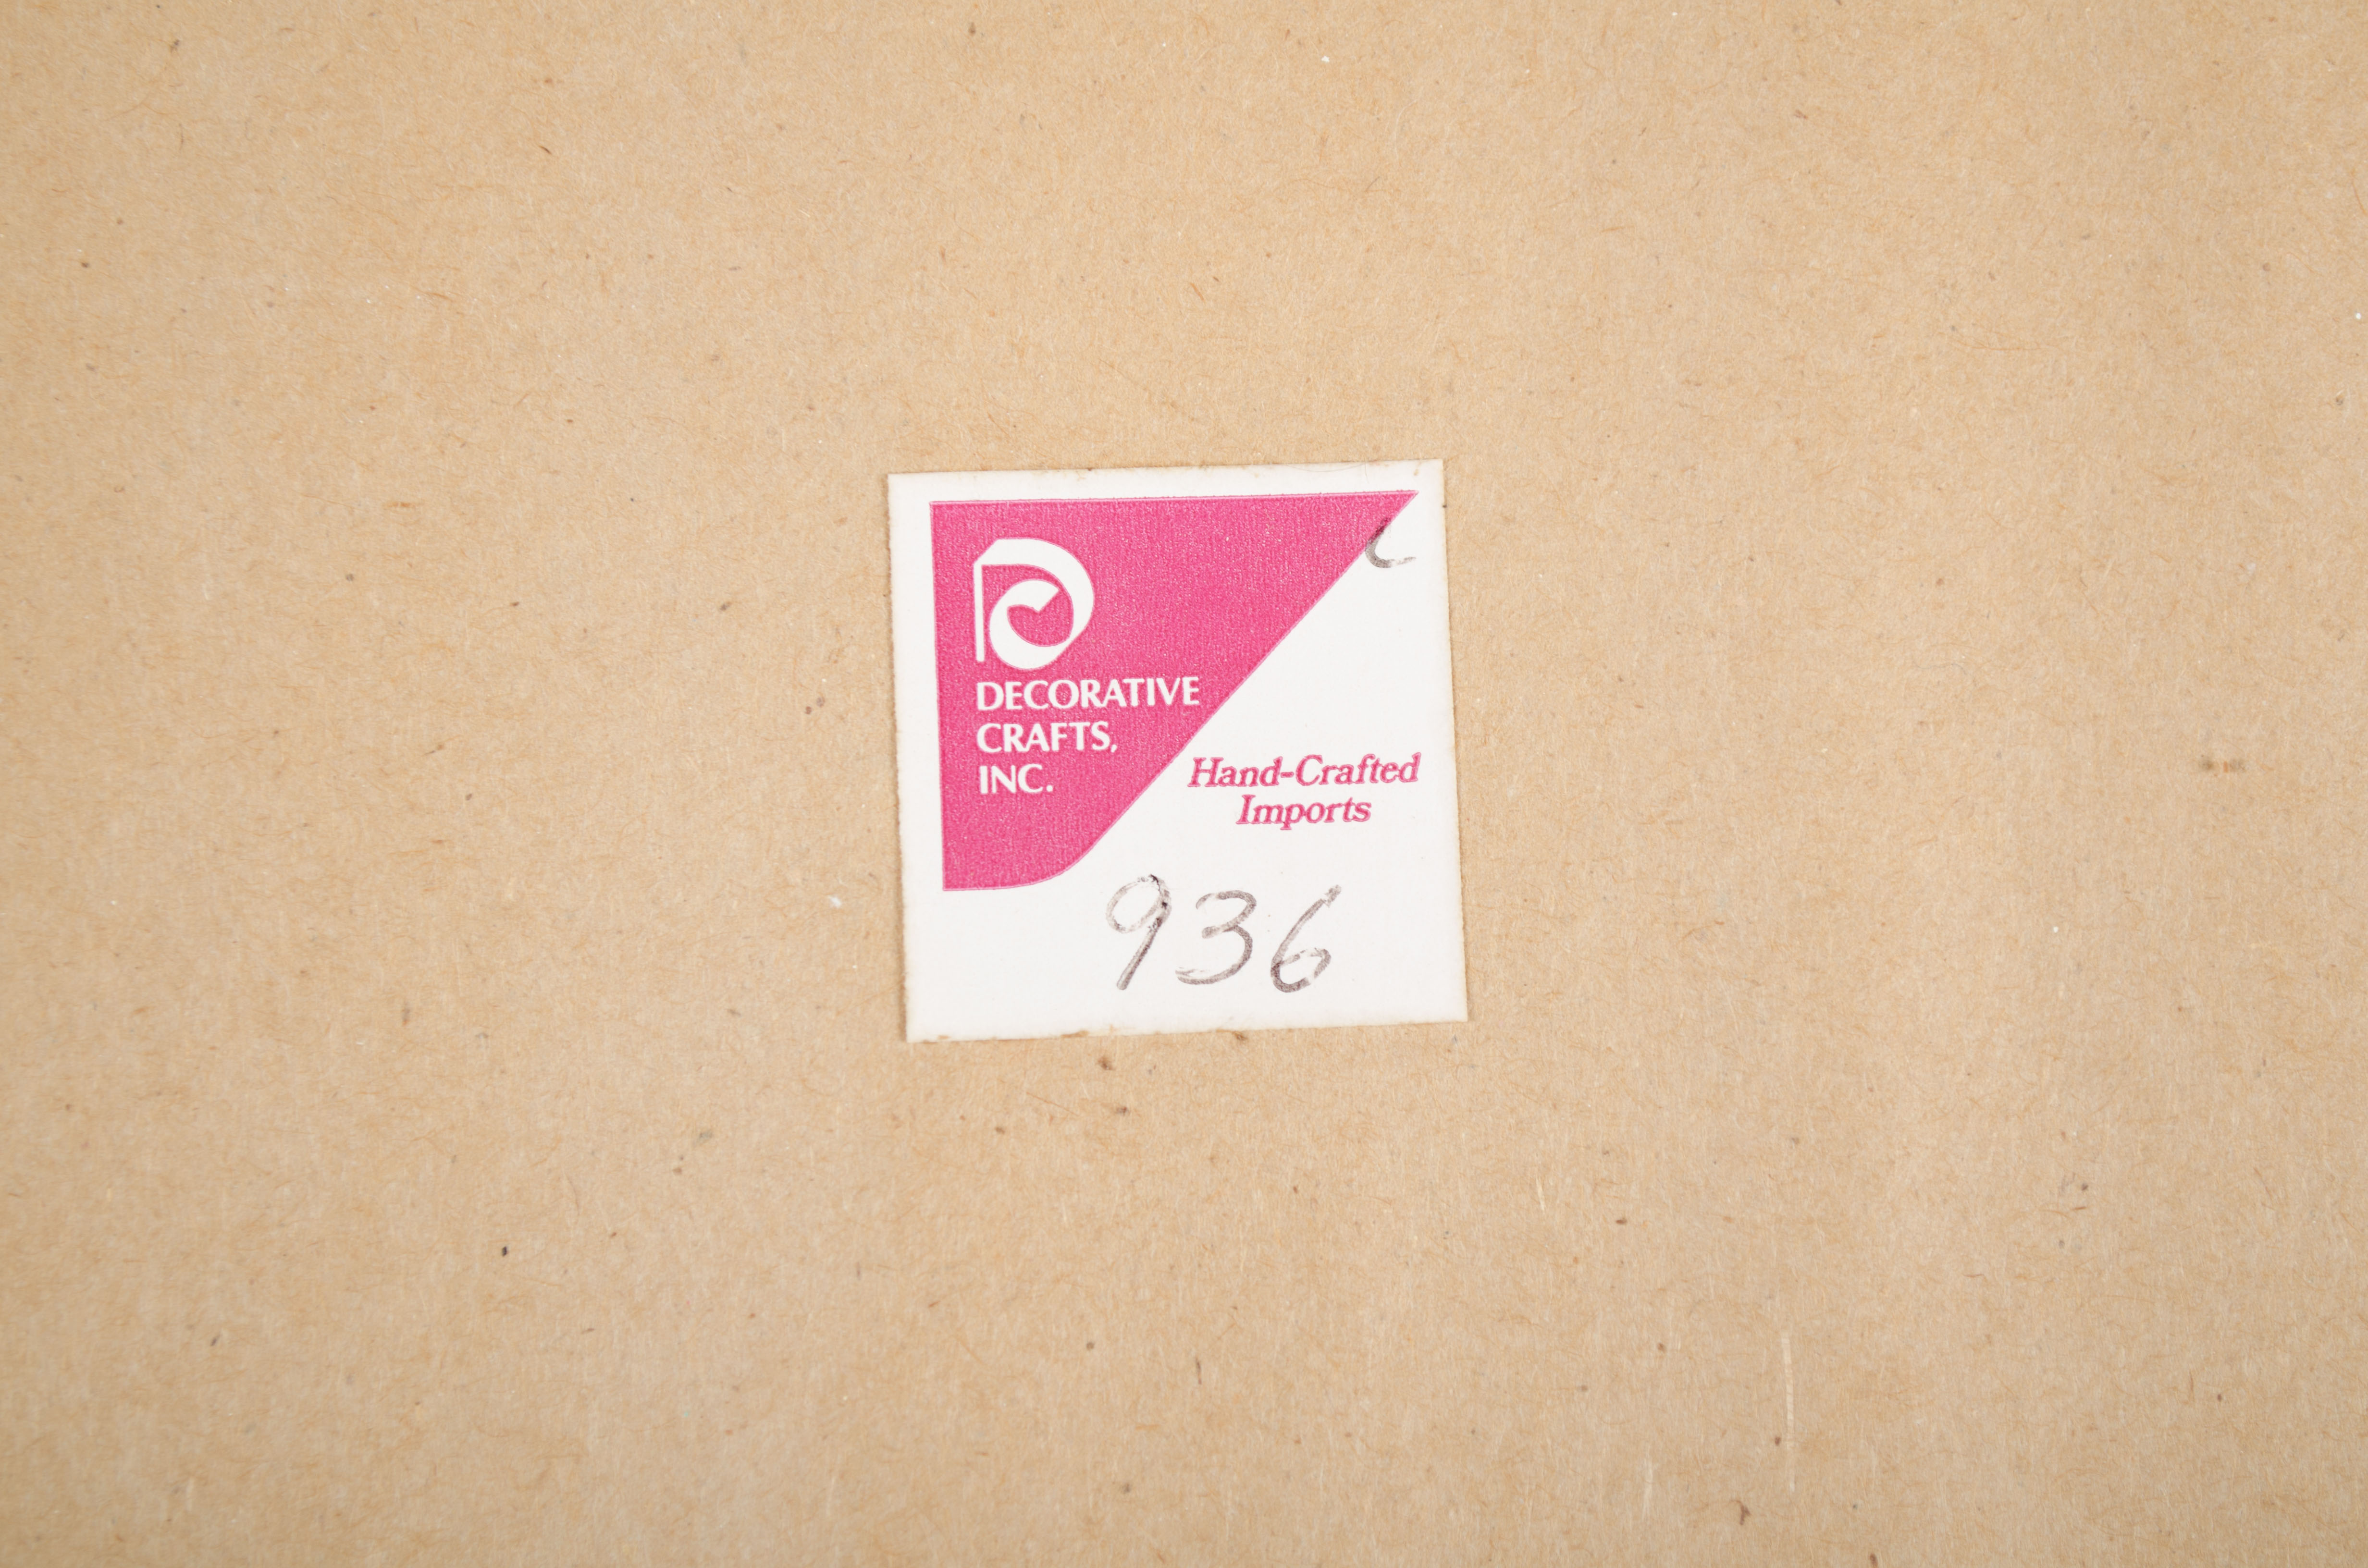 DECORATIVE
CRAFTS,
INC.
Hand-Crafted
Imports
936